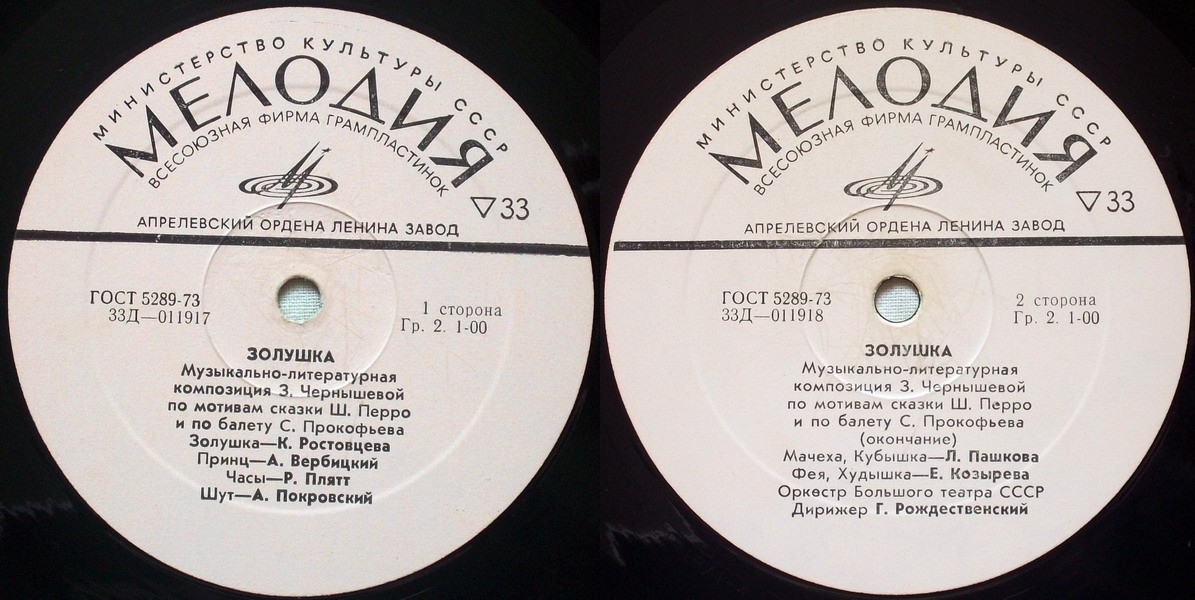 МИНИСТЕРСТВО КУЛЬТУРЫ СССР
МЕЛОДИЯ
ВСЕСОЮЗНАЯ ФИРМА ГРАМПЛАСТИНОК
▽33
АПРЕЛЕВСКИЙ ОРДЕНА ЛЕНИНА ЗАВОД
ГОСТ 5289-73
33Д—011917
1 сторона
Гр. 2. 1-00
ЗОЛУШКА
Музыкально-литературная
композиция З. Чернышевой
по мотивам сказки Ш. Перро
и по балету С. Прокофьева
Золушка—К. Ростовцева
Принц—А. Вербицкий
Часы—Р. Плятт
Шут—А. Покровский
МИНИСТЕРСТВО КУЛЬТУРЫ СССР
МЕЛОДИЯ
ВСЕСОЮЗНАЯ ФИРМА ГРАМПЛАСТИНОК
▽33
АПРЕЛЕВСКИЙ ОРДЕНА ЛЕНИНА ЗАВОД
ГОСТ 5289-73
33Д—011918
2 сторона
Гр. 2. 1-00
ЗОЛУШКА
Музыкально-литературная
композиция З. Чернышевой
по мотивам сказки Ш. Перро
и по балету С. Прокофьева
(окончание)
Мачеха, Кубышка—Л. Пашкова
Фея, Худышка—Е. Козырева
Оркестр Большого театра СССР
Дирижер Г. Рождественский